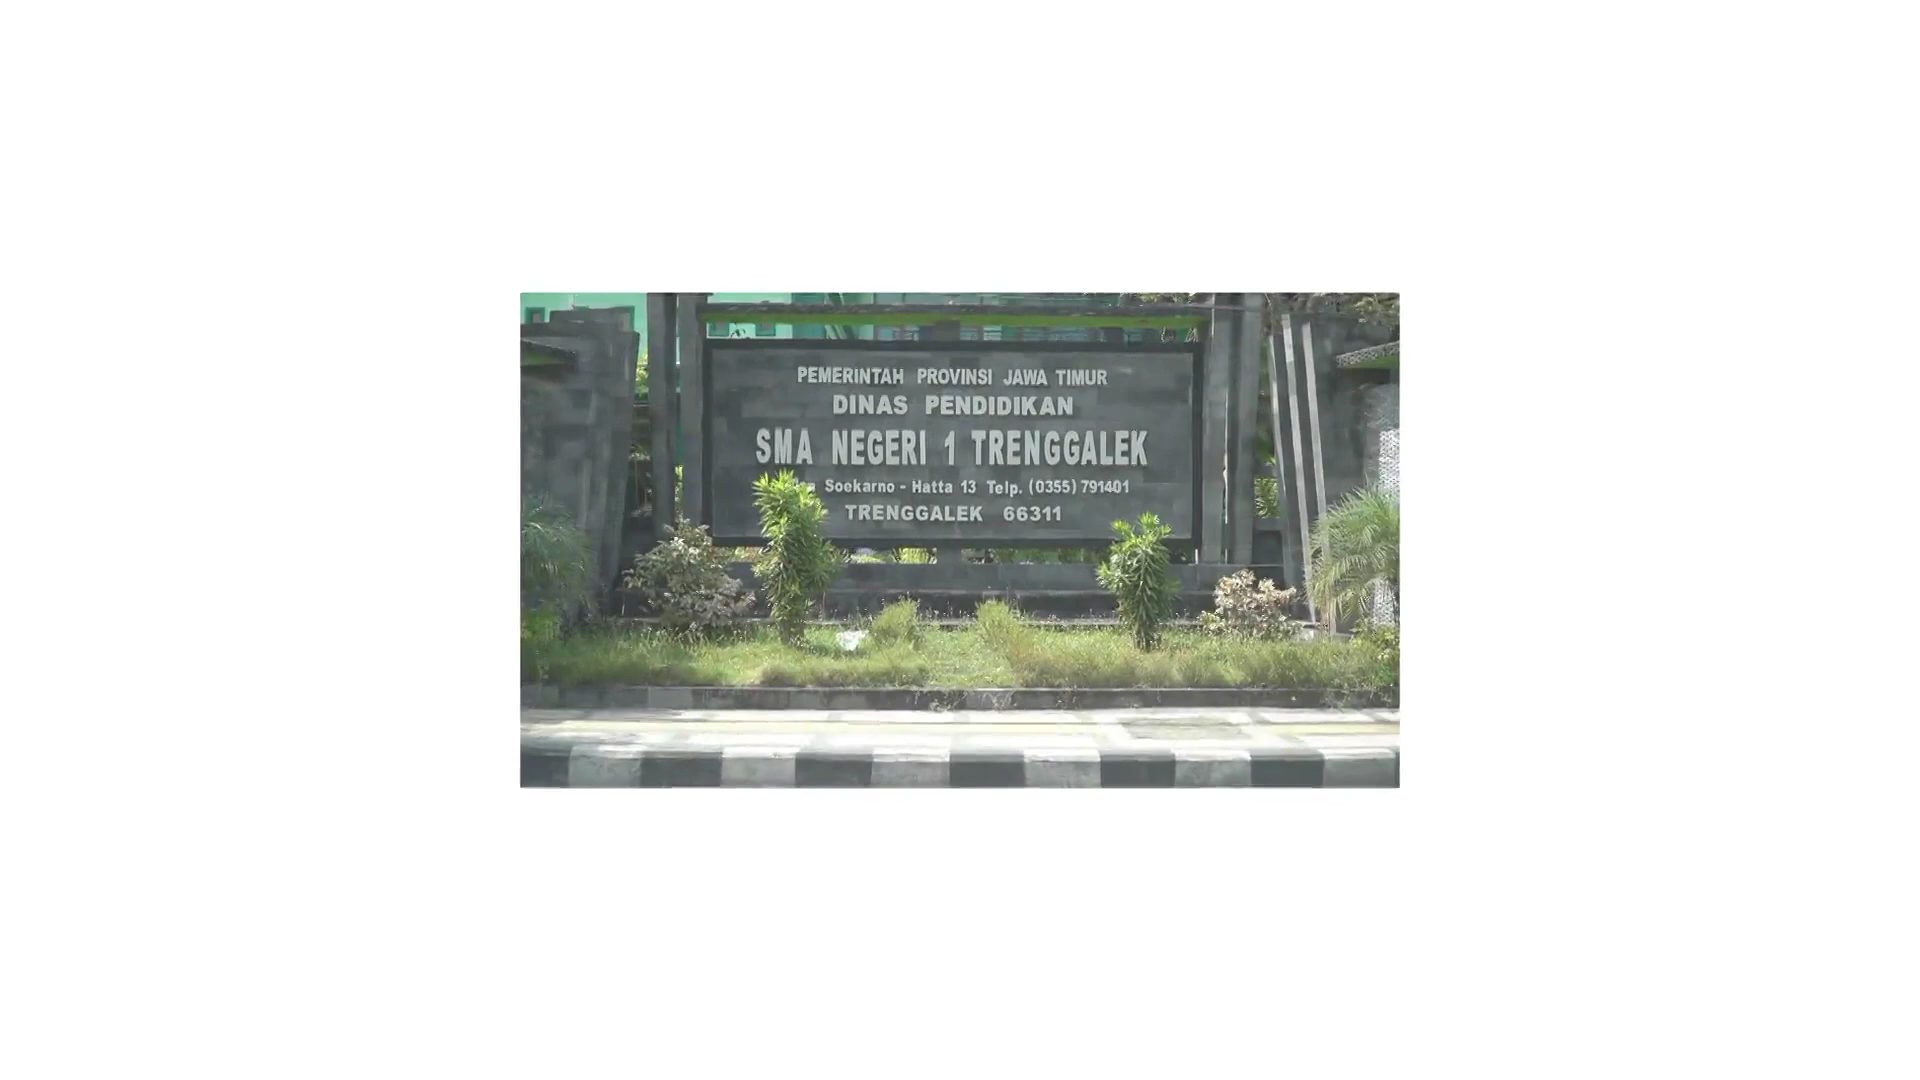 PEMERINTAH PROVINSI JAWA TIMUR
DINAS PENDIDIKAN
SMA NEGERI 1 TRENGGALEK
Soekarno - Hatta 13 Telp. (0355) 791401
TRENGGALEK 66311